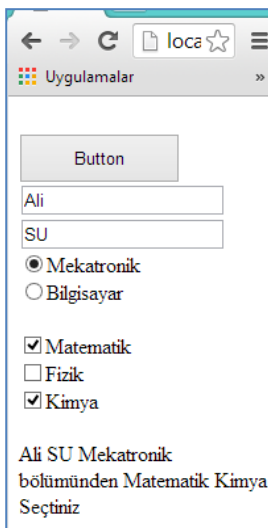 loca
Uygulamalar
»
Button
Ali
SU
Mekatronik
Bilgisayar
Matematik
Fizik
Kimya
Ali SU Mekatronik
bölümünden Matematik Kimya
Seçtiniz